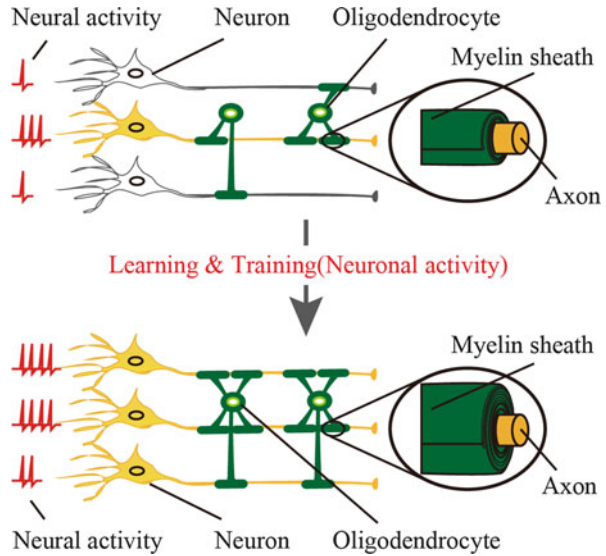 Neural activity
Neuron
Oligodendrocyte
Myelin sheath
Axon
Learning & Training(Neuronal activity)
Myelin sheath
Axon
Neural activity
Neuron
Oligodendrocyte